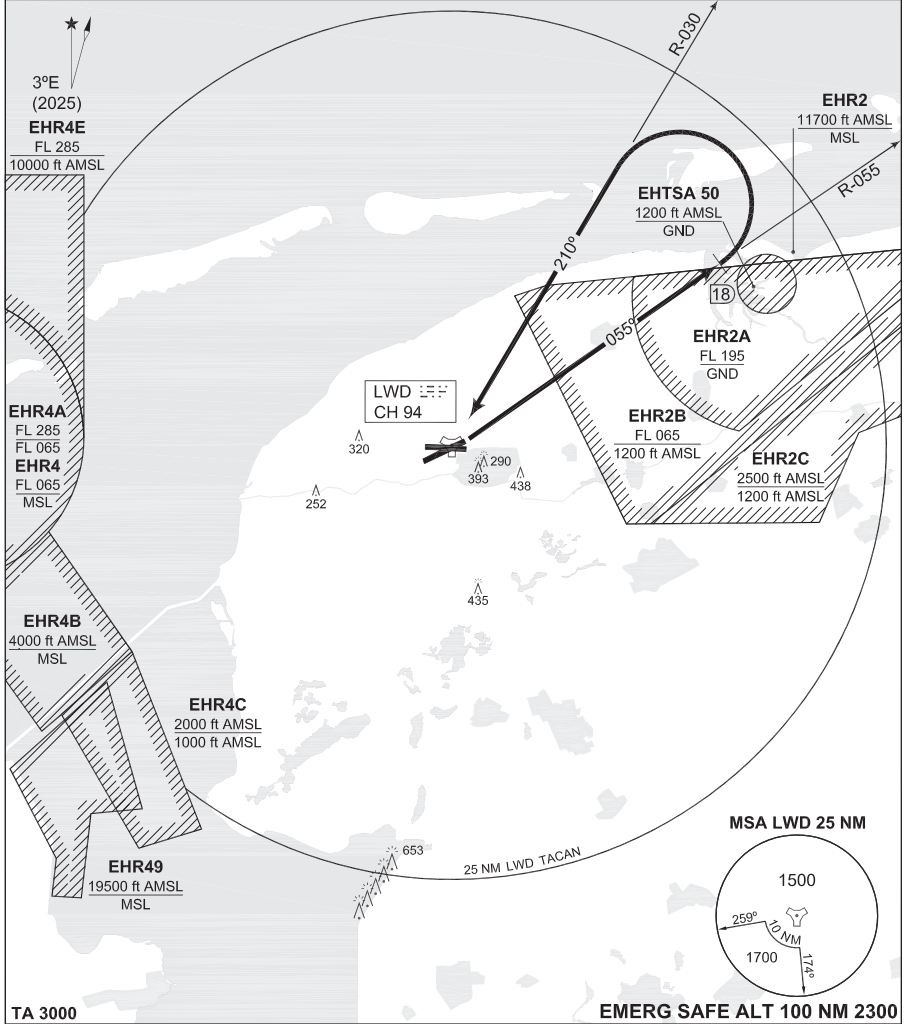 R-030
3ºE
(2025)
EHR4E
FL 285
10000 ft AMSL
EHR2
11700 ft AMSL
MSL
R-055
EHTSA 50
1200 ft AMSL
GND
210º
18
055º
EHR2A
FL 195
GND
LWD
CH 94
EHR4A
FL 285
FL 065
EHR4
FL 065
MSL
EHR2B
FL 065
1200 ft AMSL
EHR2C
2500 ft AMSL
1200 ft AMSL
320
290
393
438
252
435
EHR4B
4000 ft AMSL
MSL
EHR4C
2000 ft AMSL
1000 ft AMSL
653
25 NM LWD TACAN
EHR49
19500 ft AMSL
MSL
MSA LWD 25 NM
1500
259º
10 NM
1700
174º
TA 3000
EMERG SAFE ALT 100 NM 2300